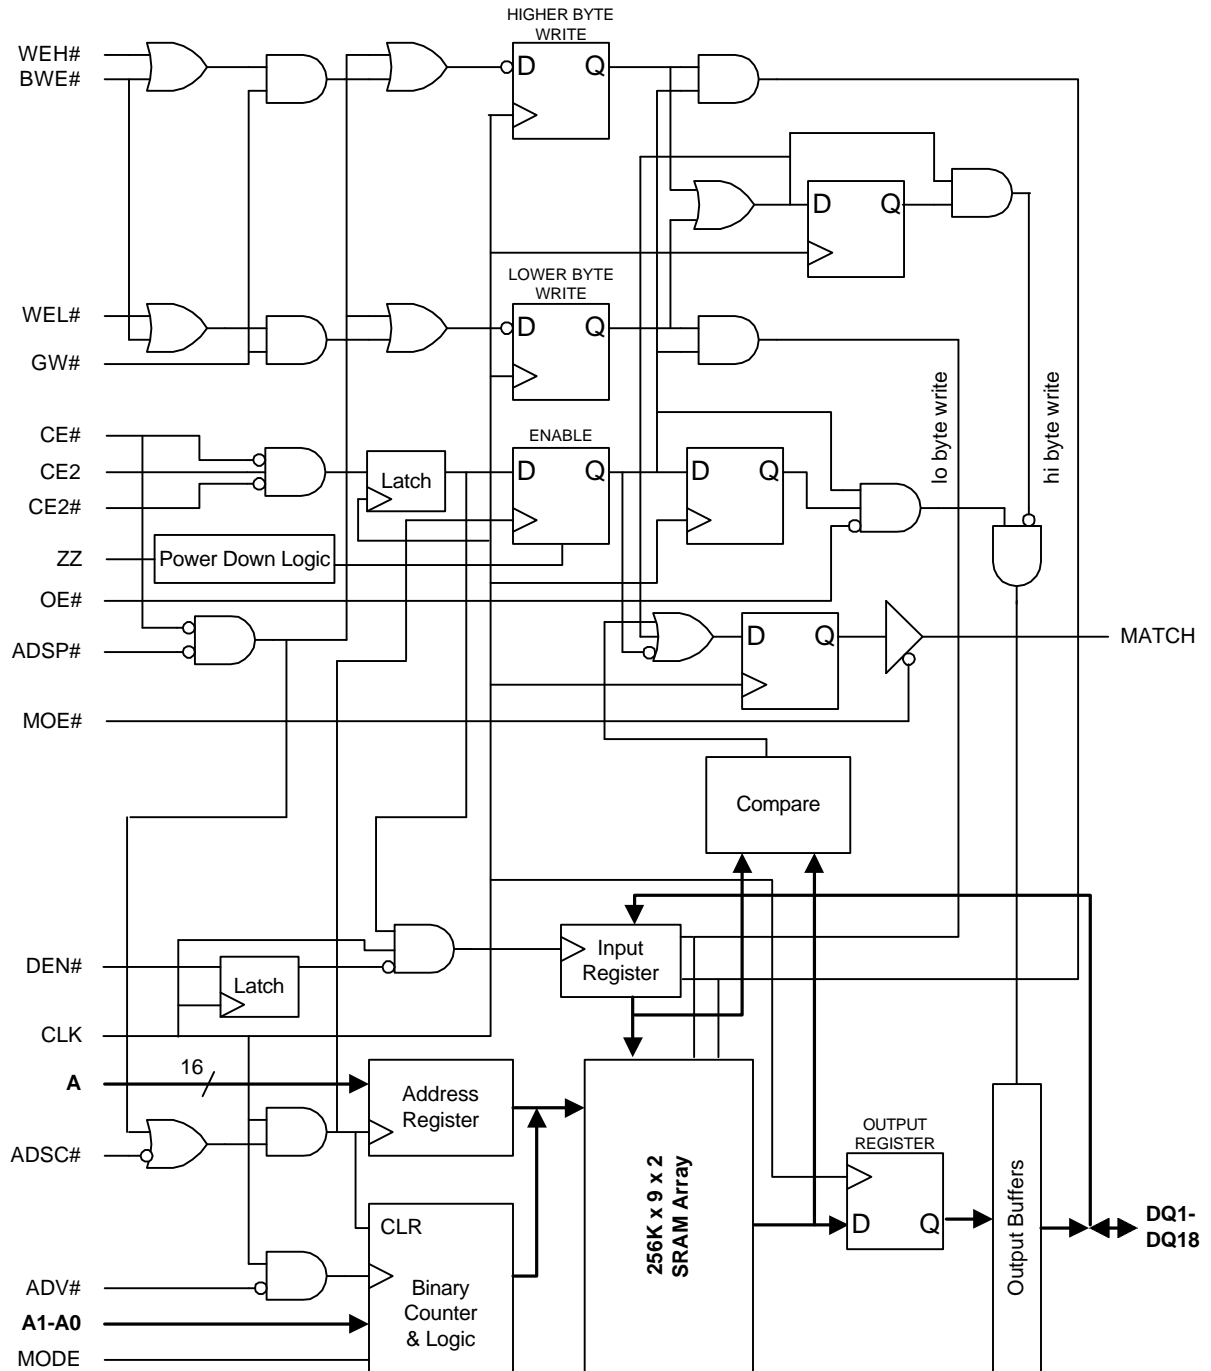 HIGHER BYTE
WRITE
WEH#
BWE#
D
Q
D
Q
LOWER BYTE
WRITE
WEL#
GW#
D
Q
lo byte write
hi byte write
CE#
CE2
CE2#
Latch
ENABLE
D
Q
D
Q
ZZ
Power Down Logic
OE#
ADSP#
D
Q
MATCH
MOE#
Compare
DEN#
Latch
Input
Register
CLK
A
16
Address
Register
ADSC#
256K x 9 x 2
SRAM Array
OUTPUT
REGISTER
D
Q
Output Buffers
DQ1-
DQ18
CLR
ADV#
Binary
Counter
& Logic
A1-A0
MODE